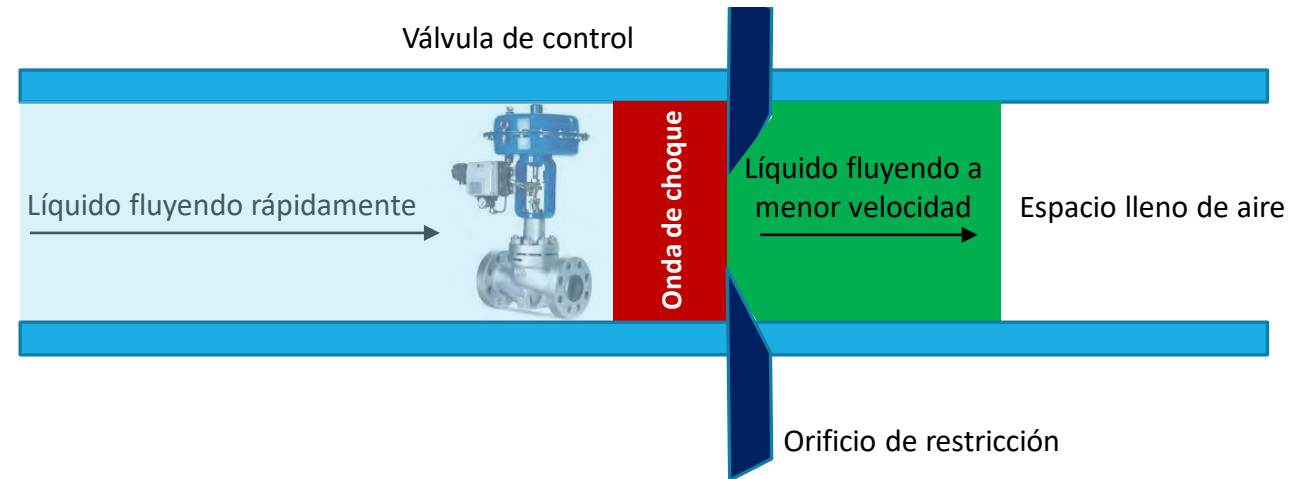 Válvula de control
Líquido fluyendo rápidamente
Onda de choque
Líquido fluyendo a
menor velocidad
Espacio lleno de aire
Orificio de restricción